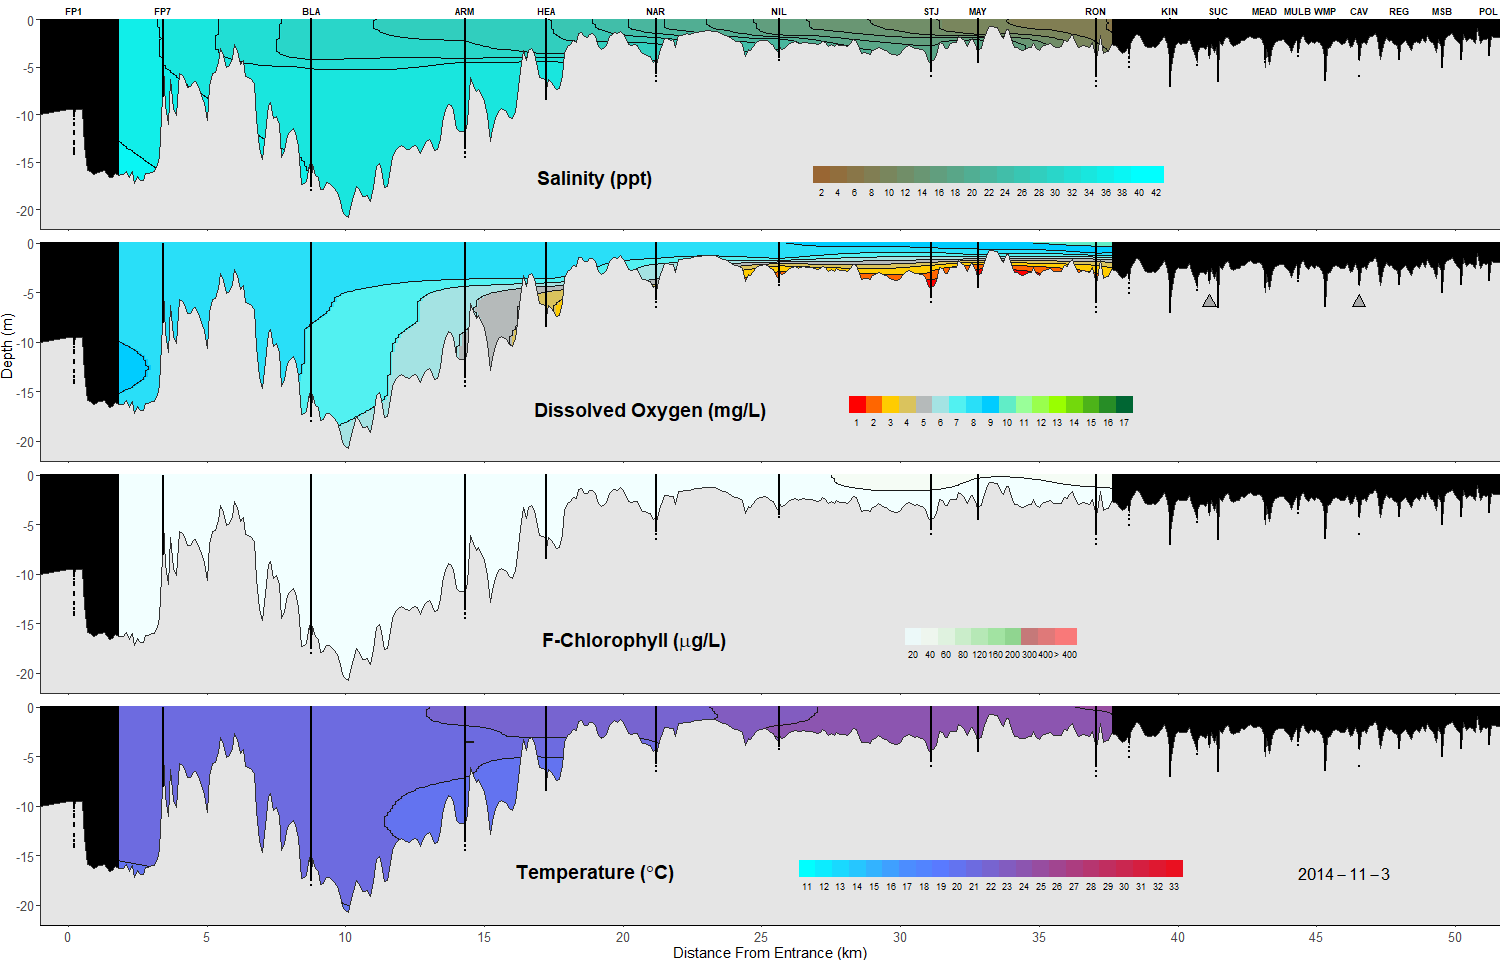 FP1 FP7 BLA ARM HEA NAR NIL STJ MAY RON KIN SUC MEAD MULB WMP CAV REG MSB POL
0
-5
-10
-15
-20
Salinity (ppt)
2 4 6 8 10 12 14 16 18 20 22 24 26 28 30 32 34 36 38 40 42
0
-5
-10
-15
-20
Dissolved Oxygen (mg/L)
1 2 3 4 5 6 7 8 9 10 11 12 13 14 15 16 17
Depth (m)
0
-5
-10
-15
-20
F-Chlorophyll (μg/L)
20 40 60 80 120 160 200 300 400 > 400
0
-5
-10
-15
-20
Temperature (°C)
11 12 13 14 15 16 17 18 19 20 21 22 23 24 25 26 27 28 29 30 31 32 33
2014-11-3
0 5 10 15 20 25 30 35 40 45 50
Distance From Entrance (km)